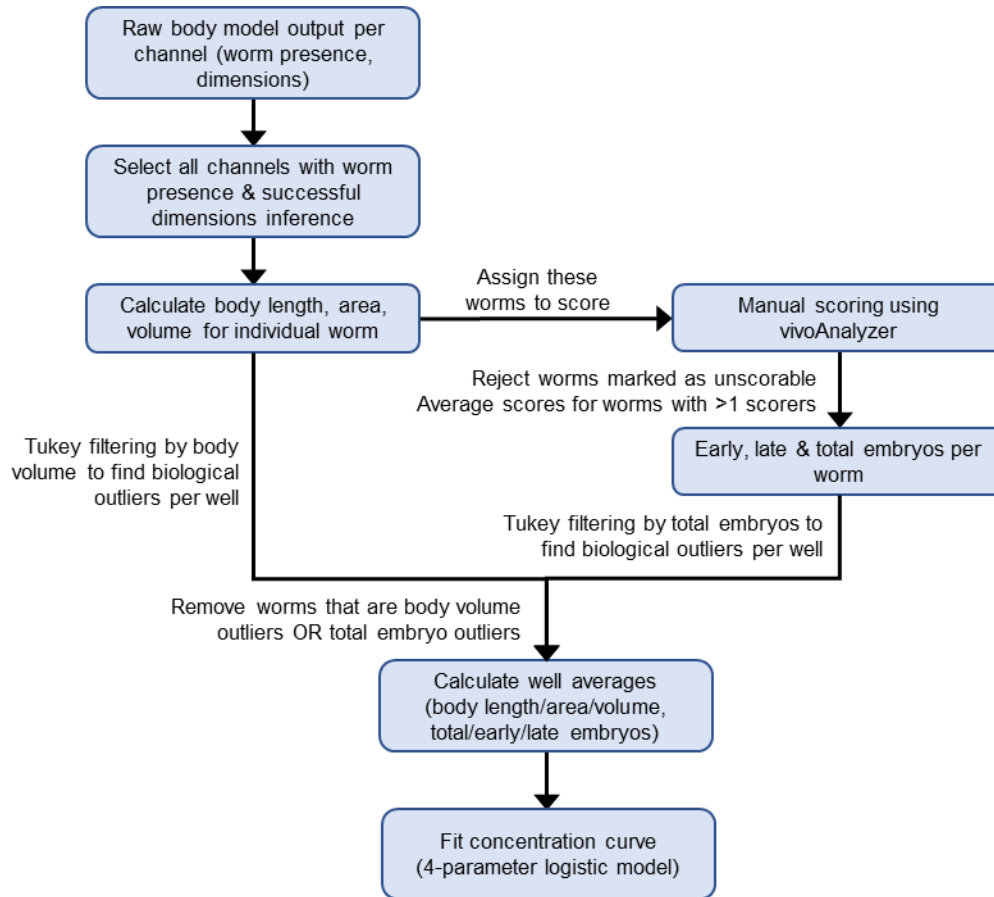 Raw body model output per
channel (worm presence,
dimensions)
Select all channels with worm
presence & successful
dimensions inference
Calculate body length, area,
volume for individual worm
Assign these
worms to score
Manual scoring using
vivoAnalyzer
Reject worms marked as unscorable
Average scores for worms with >1 scorers
Early, late & total embryos per
worm
Tukey filtering by body
volume to find biological
outliers per well
Tukey filtering by total embryos to
find biological outliers per well
Remove worms that are body volume
outliers OR total embryo outliers
Calculate well averages
(body length/area/volume,
total/early/late embryos)
Fit concentration curve
(4-parameter logistic model)